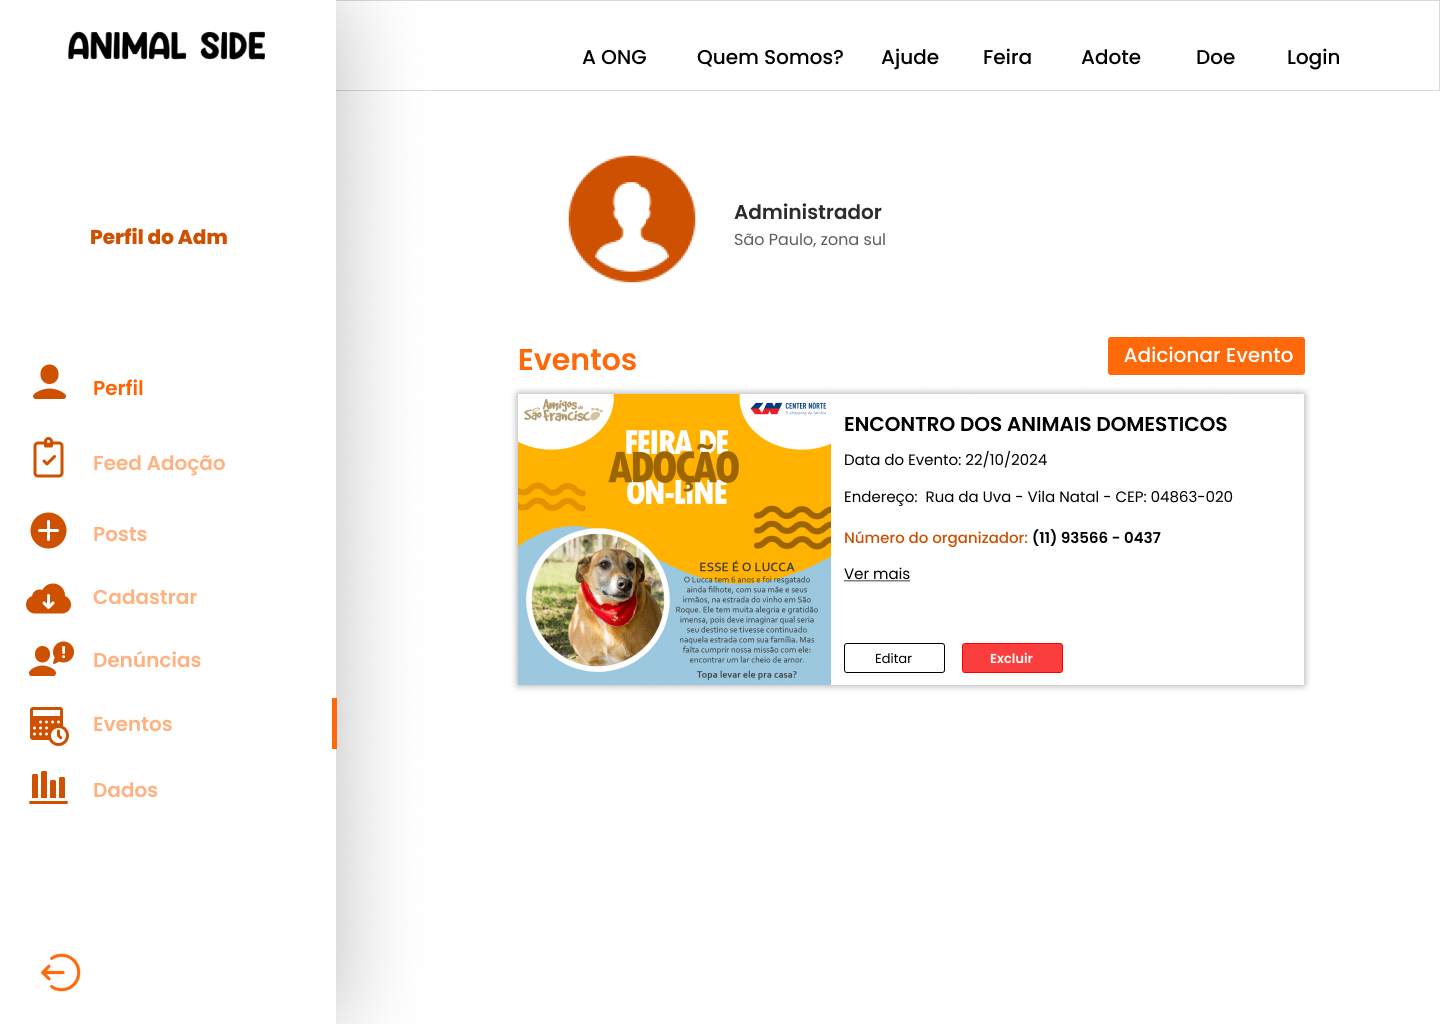 ANIMAL SIDE
A ONG
Quem Somos?
Ajude
Feira
Adote
Doe
Login
Perfil do Adm
Perfil
Feed Adoção
Posts
Cadastrar
Denúncias
Eventos
Dados
Administrador
São Paulo, zona sul
Eventos
Adicionar Evento
Amigos de
São Francisco
CENTER NORTE
O shopping da família
FEIRA DE
ADOÇÃO
ON-LINE
ESSE É O LUCCA
O Lucca tem 6 anos e foi resgatado
ainda filhote, com sua mãe e seus
irmãos, na estrada do vinho em São
Roque. Ele tem muita alegria e gratidão
imensa, pois deve imaginar qual seria
seu destino se tivesse continuado
naquela estrada com sua família. Mas
falta cumprir nossa missão com ele:
encontrar um lar cheio de amor.
Topa levar ele pra casa?
ENCONTRO DOS ANIMAIS DOMESTICOS
Data do Evento: 22/10/2024
Endereço: Rua da Uva - Vila Natal - CEP: 04863-020
Número do organizador: (11) 93566 - 0437
Ver mais
Editar
Excluir